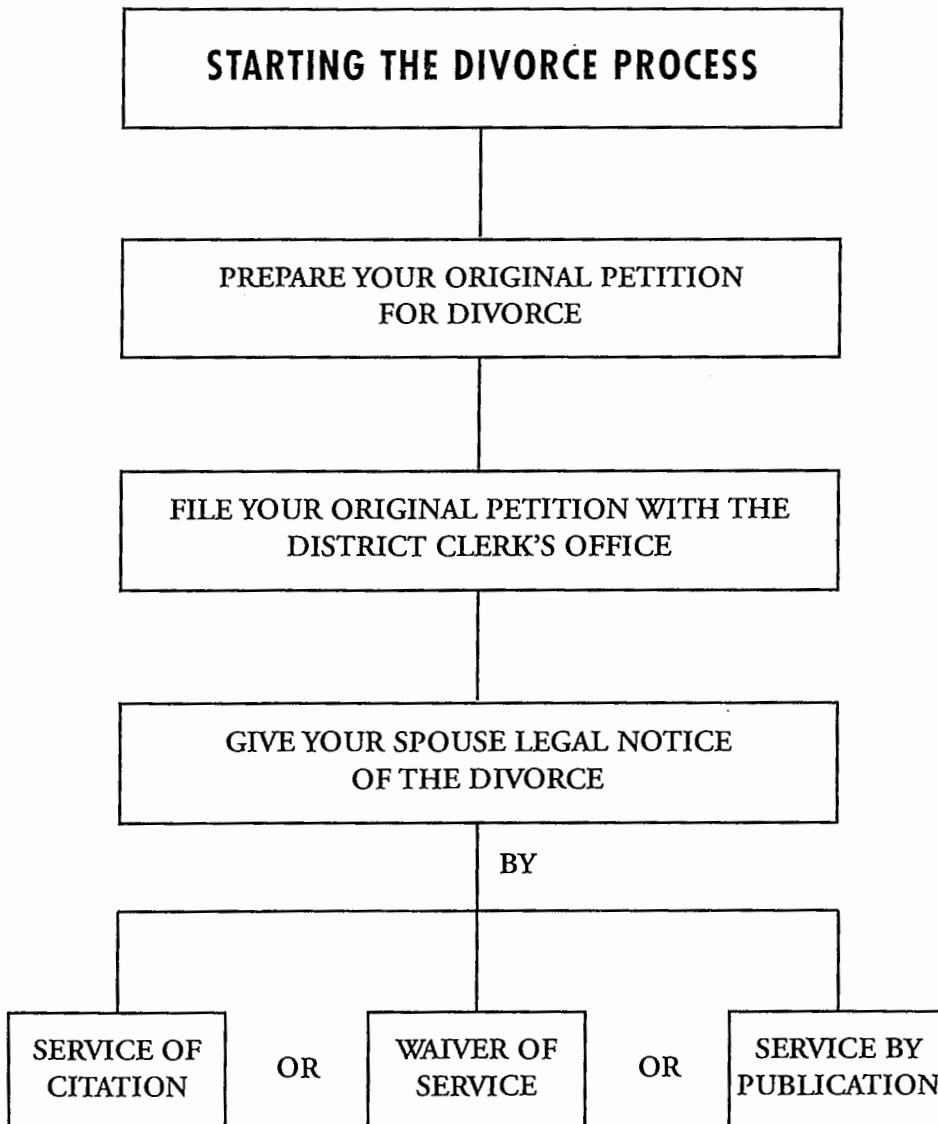 STARTING THE DIVORCE PROCESS
PREPARE YOUR ORIGINAL PETITION
FOR DIVORCE
FILE YOUR ORIGINAL PETITION WITH THE
DISTRICT CLERK'S OFFICE
GIVE YOUR SPOUSE LEGAL NOTICE
OF THE DIVORCE
BY
SERVICE OF
CITATION
OR
WAIVER OF
SERVICE
OR
SERVICE BY
PUBLICATION